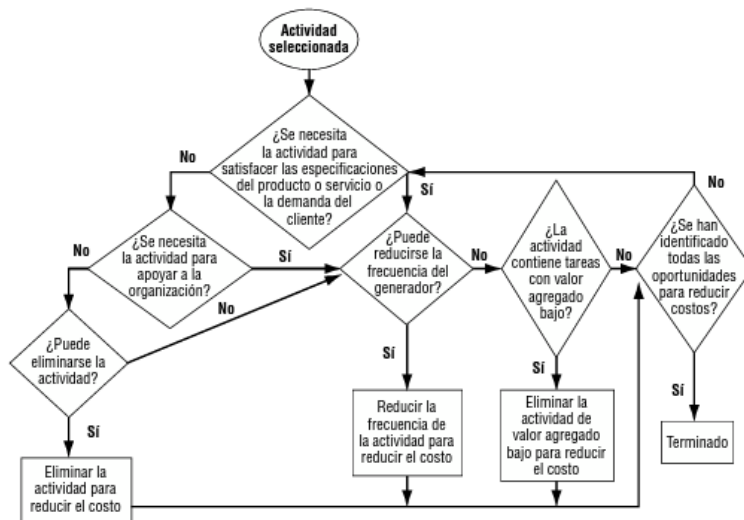 Actividad
seleccionada
¿Se necesita
la actividad para
satisfacer las especificaciones
del producto o servicio o
la demanda del
cliente?
No
Sí
No
¿Se necesita
la actividad para
apoyar a la
organización?
No
Sí
¿Puede
reducirse la
frecuencia del
generador?
No
¿La
actividad
contiene tareas
con valor
agregado
bajo?
No
¿Se han
identificado
todas las
oportunidades
para reducir
costos?
No
¿Puede
eliminarse la
actividad?
Sí
Sí
Sí
Sí
Eliminar la
actividad para
reducir el costo
Reducir la
frecuencia de
la actividad para
reducir el costo
Eliminar la
actividad de
valor agregado
bajo para reducir
el costo
Terminado